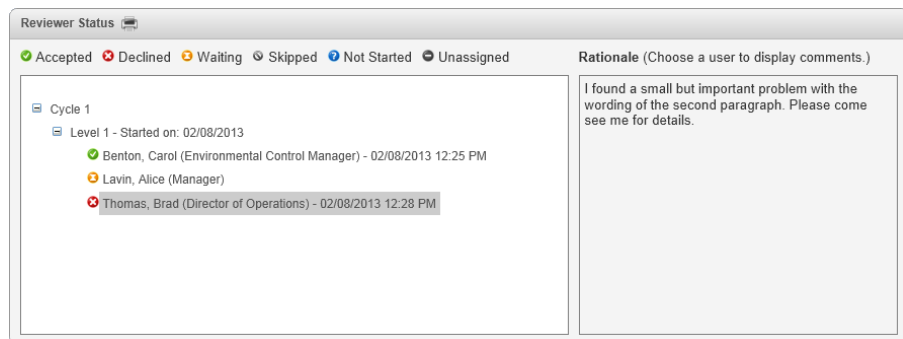 Reviewer Status
Accepted Declined Waiting Skipped Not Started Unassigned
Rationale (Choose a user to display comments.)
Cycle 1
Level 1 - Started on: 02/08/2013
Benton, Carol (Environmental Control Manager) - 02/08/2013 12:25 PM
Lavin, Alice (Manager)
Thomas, Brad (Director of Operations) - 02/08/2013 12:28 PM
I found a small but important problem with the
wording of the second paragraph. Please come
see me for details.